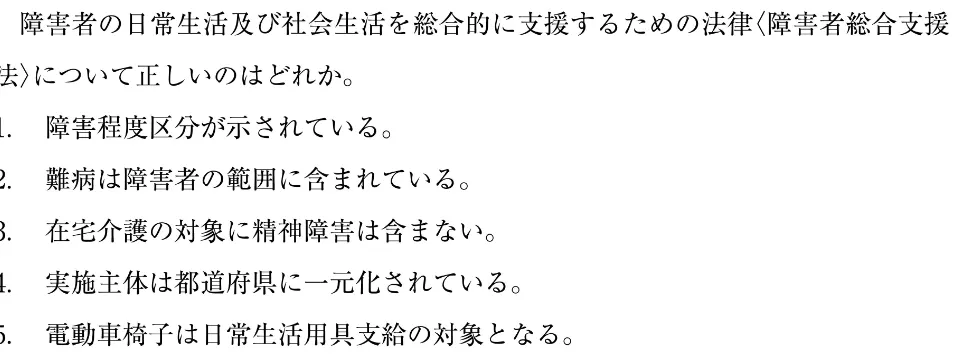 障害者の日常生活及び社会生活を総合的に支援するための法律〈障害者総合支援
法〉について正しいのはどれか。
1. 障害程度区分が示されている。
2. 難病は障害者の範囲に含まれている。
3. 在宅介護の対象に精神障害は含まない。
4. 実施主体は都道府県に一元化されている。
5. 電動車椅子は日常生活用具支給の対象となる。